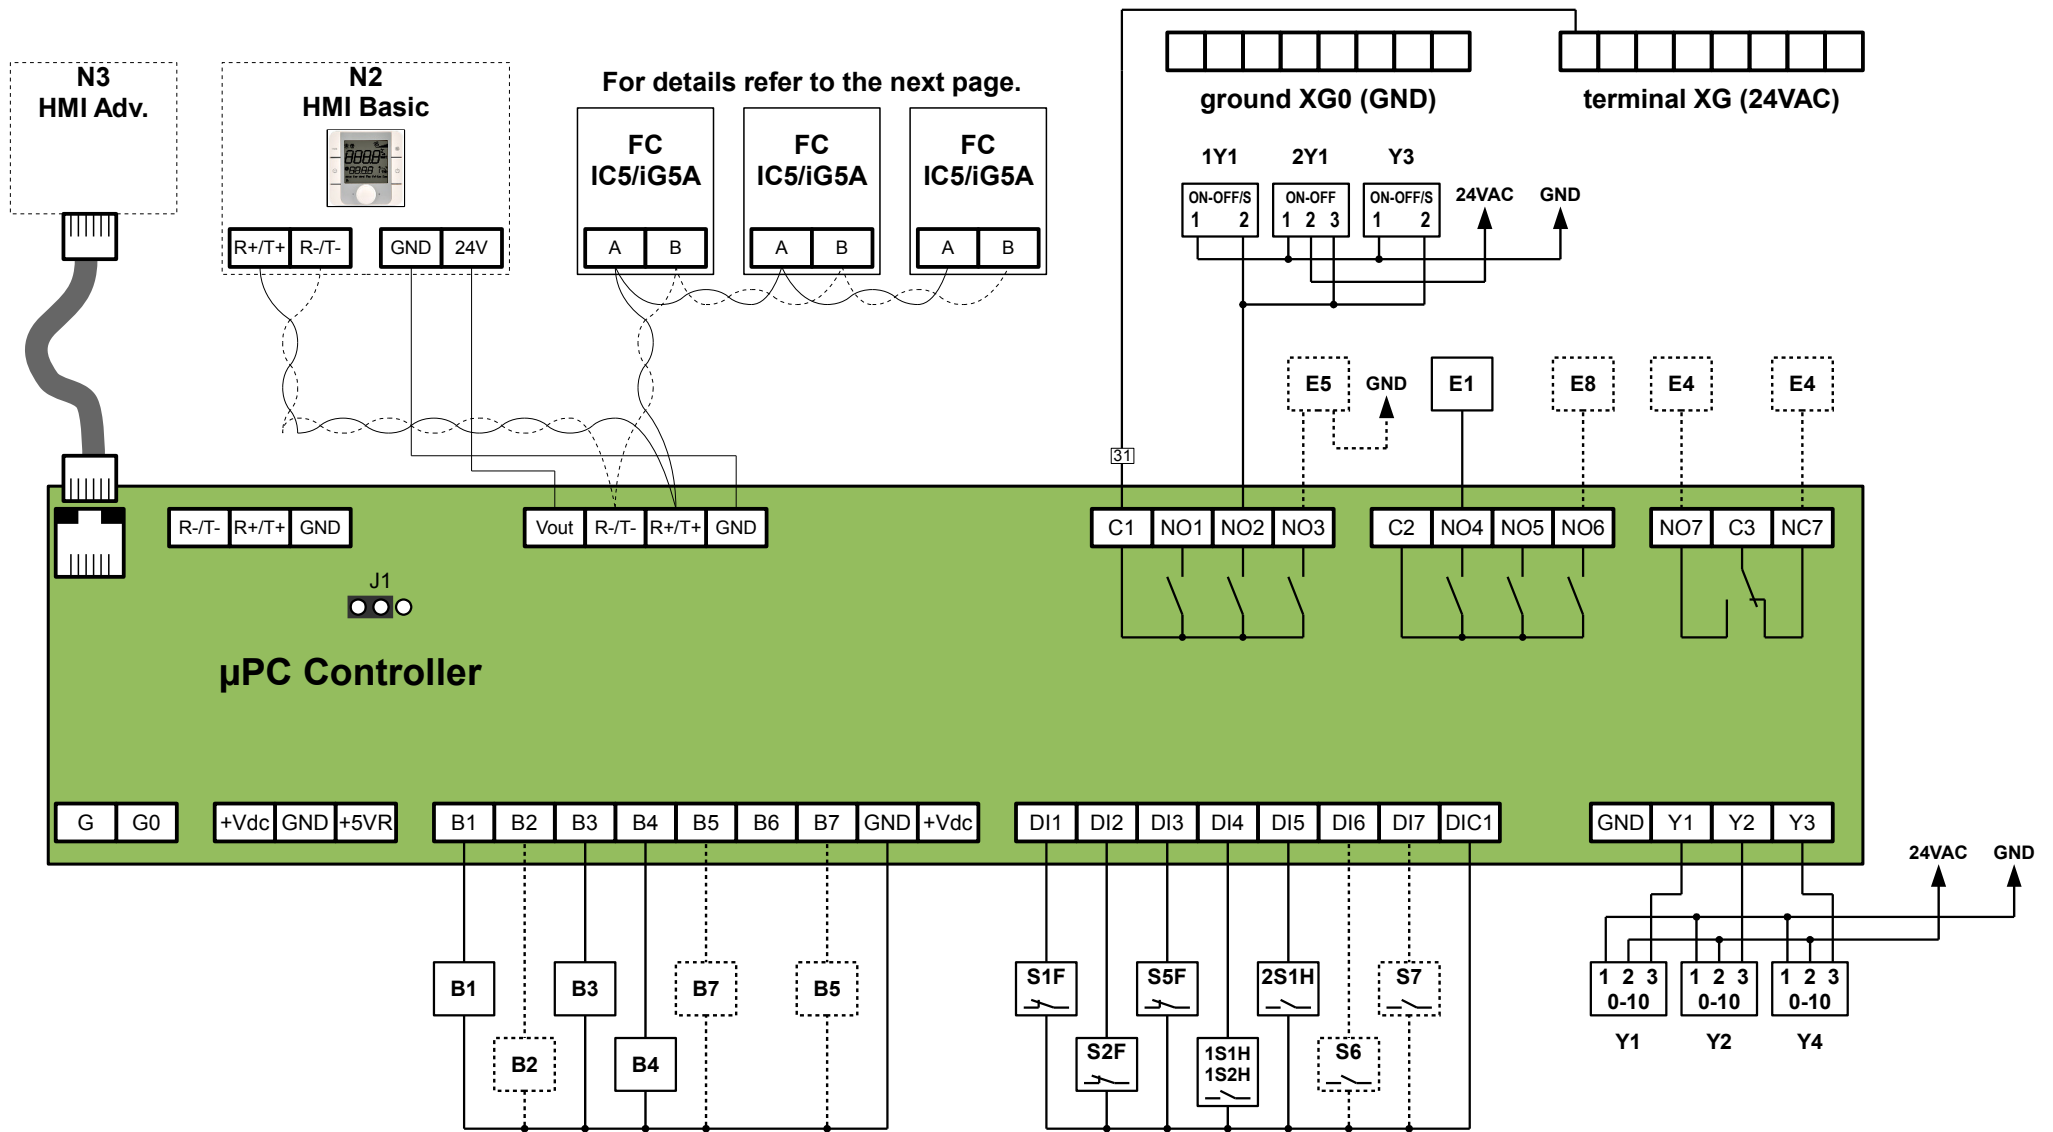 N3
HMI Adv.
N2
HMI Basic
For details refer to the next page.
ground XG0 (GND)
terminal XG (24VAC)
FC
IC5/iG5A
FC
IC5/iG5A
FC
IC5/iG5A
1Y1 2Y1 Y3
ON-OFF/S ON-OFF ON-OFF/S
1 2 1 2 3 1 2
24VAC GND
R+/T+ R-/T- GND 24V
A B A B A B
E5 GND E1 E8 E4 E4
31
R-/T- R+/T+ GND
Vout R-/T- R+/T+ GND
C1 NO1 NO2 NO3
C2 NO4 NO5 NO6
NO7 C3 NC7
J1
µPC Controller
G G0
+Vdc GND +5VR
B1 B2 B3 B4 B5 B6 B7 GND +Vdc
DI1 DI2 DI3 DI4 DI5 DI6 DI7 DIC1
GND Y1 Y2 Y3
24VAC GND
B1 B3 B7 B5
S1F S5F 2S1H S7
1 2 3 1 2 3 1 2 3
0-10 0-10 0-10
Y1 Y2 Y4
B2 B4
S2F 1S1H
1S2H
S6